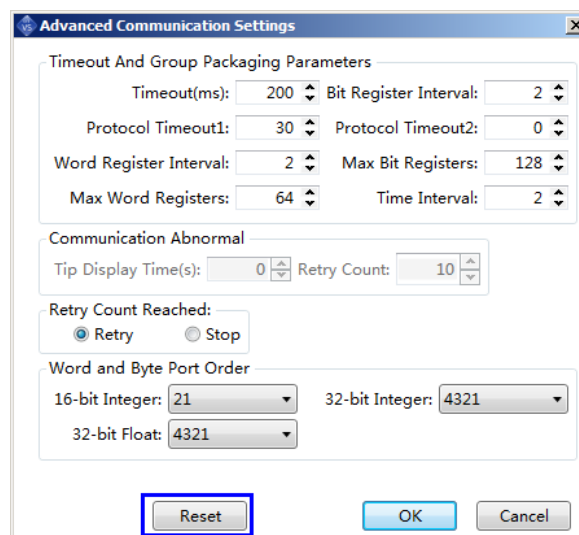 VS Advanced Communication Settings
Timeout And Group Packaging Parameters
Timeout(ms): 200 Bit Register Interval: 2
Protocol Timeout1: 30 Protocol Timeout2: 0
Word Register Interval: 2 Max Bit Registers: 128
Max Word Registers: 64 Time Interval: 2
Communication Abnormal
Tip Display Time(s): 0 Retry Count: 10
Retry Count Reached:
Retry Stop
Word and Byte Port Order
16-bit Integer: 21 32-bit Integer: 4321
32-bit Float: 4321
Reset OK Cancel